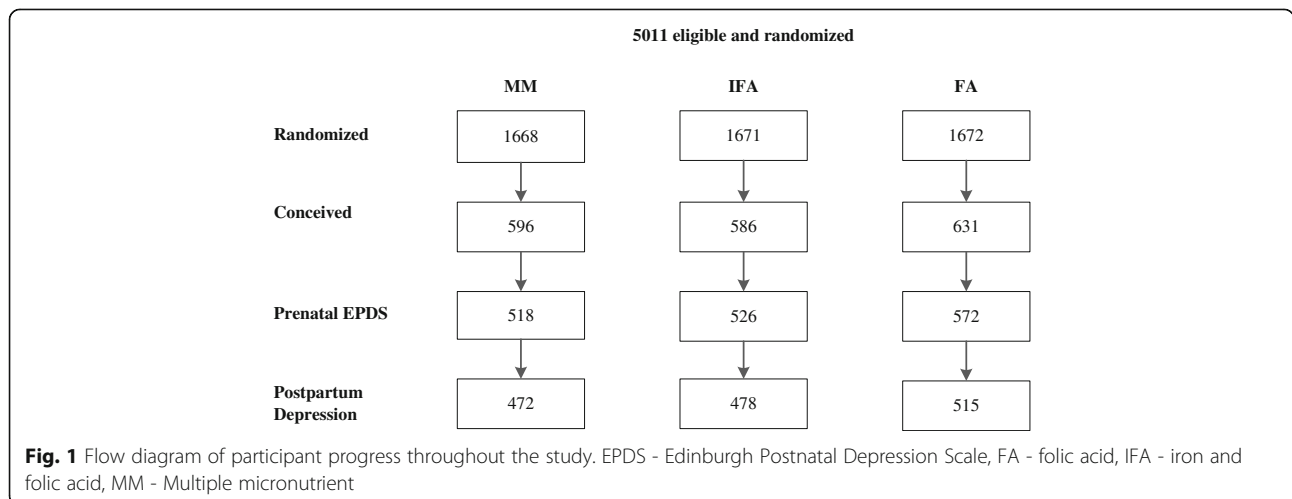 5011 eligible and randomized
MM IFA FA
Randomized 1668 1671 1672
Conceived 596 586 631
Prenatal EPDS 518 526 572
Postpartum
Depression 472 478 515
Fig. 1 Flow diagram of participant progress throughout the study. EPDS - Edinburgh Postnatal Depression Scale, FA - folic acid, IFA - iron and
folic acid, MM - Multiple micronutrient